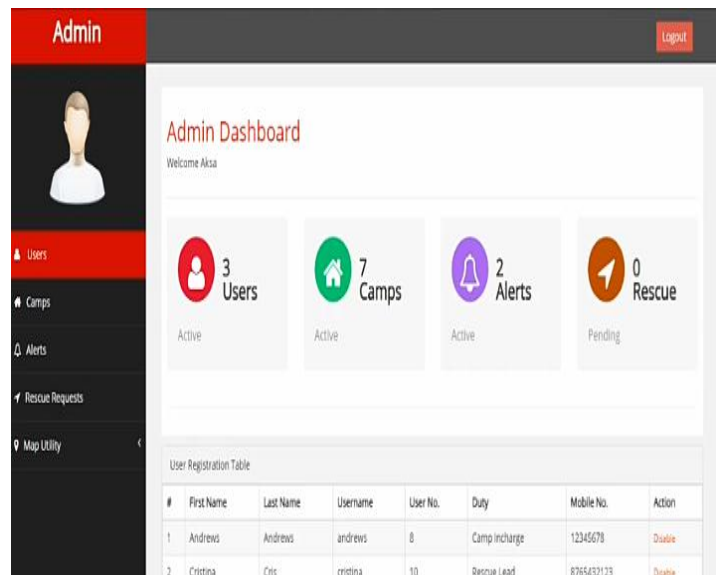 Admin
Logout
Admin Dashboard
Welcome Aksa
Users
Camps
Alerts
Rescue Requests
Map Utility
3
Users
Active
7
Camps
Active
2
Alerts
Active
0
Rescue
Pending
User Registration Table
# First Name Last Name Username User No. Duty Mobile No. Action
1 Andrews Andrews andrews 8 Camp Incharge 12345678 Disable
2 Cristina Cris cristina 10 Rescue Lead 8765432123 Disable